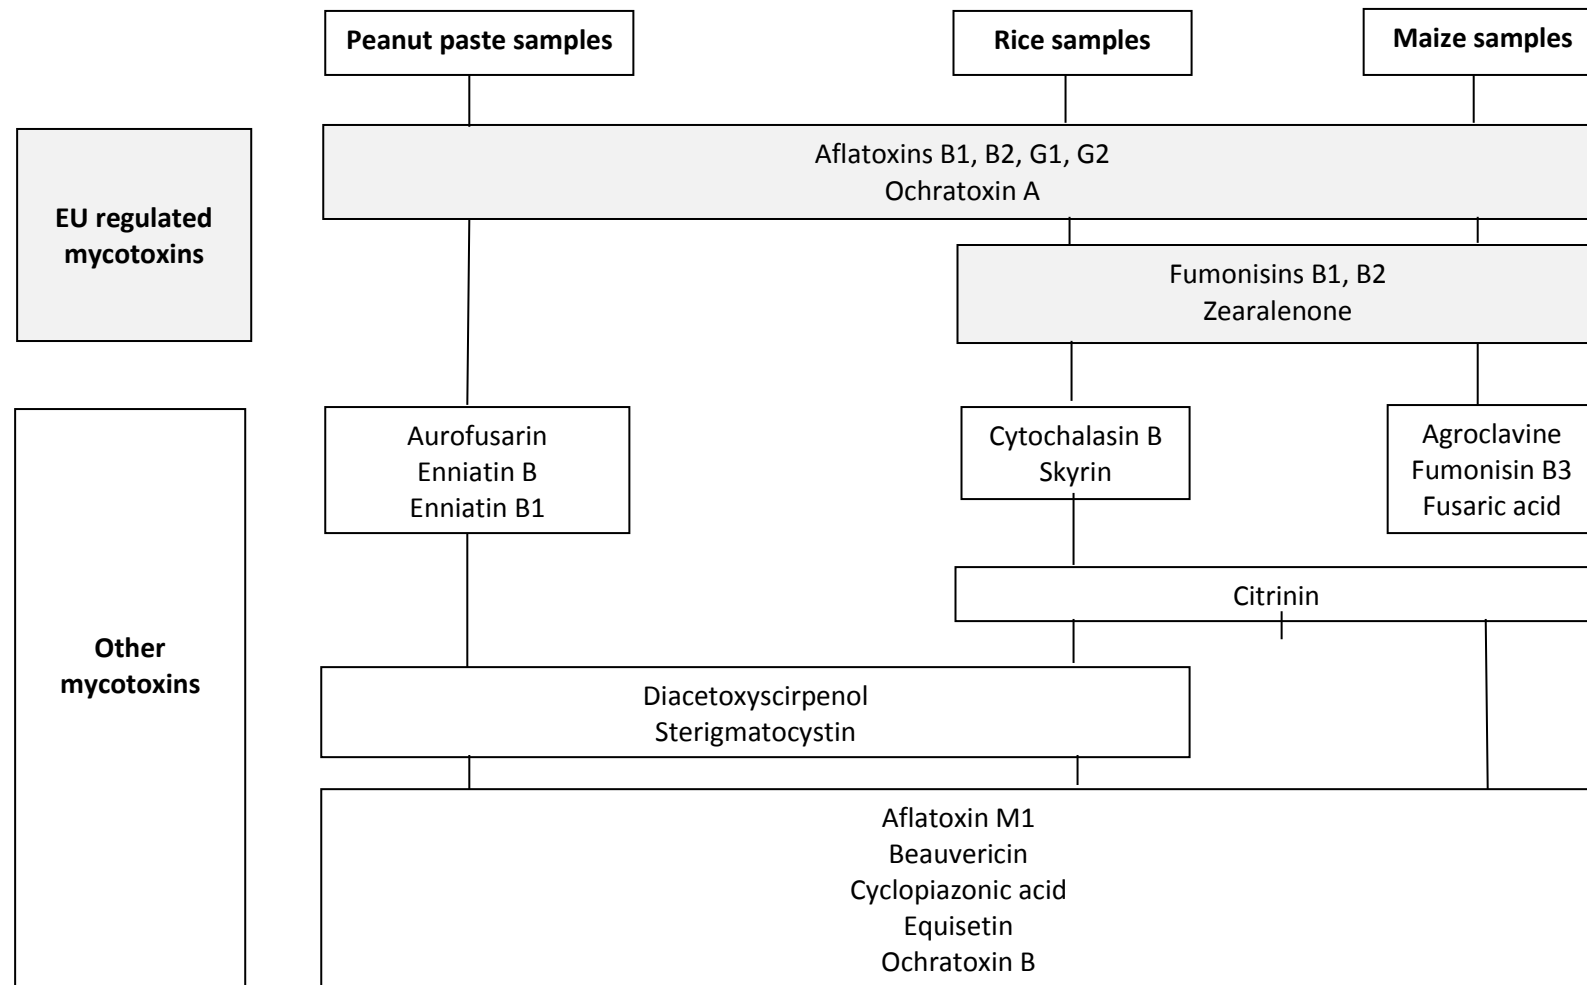 Peanut paste samples
Rice samples
Maize samples
EU regulated
mycotoxins
Aflatoxins B1, B2, G1, G2
Ochratoxin A
Fumonisins B1, B2
Zearalenone
Other
mycotoxins
Aurofusarin
Enniatin B
Enniatin B1
Cytochalasin B
Skyrin
Agroclavine
Fumonisin B3
Fusaric acid
Citrinin
Diacetoxyscirpenol
Sterigmatocystin
Aflatoxin M1
Beauvericin
Cyclopiazonic acid
Equisetin
Ochratoxin B